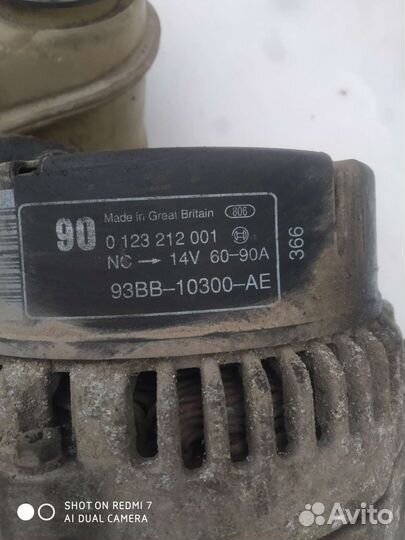 Made in Great Britain 806
90 0 123 212 001
NC → 14V 60-90A
93BB-10300-AE
366
SHOT ON REDMI 7
AI DUAL CAMERA
Avito